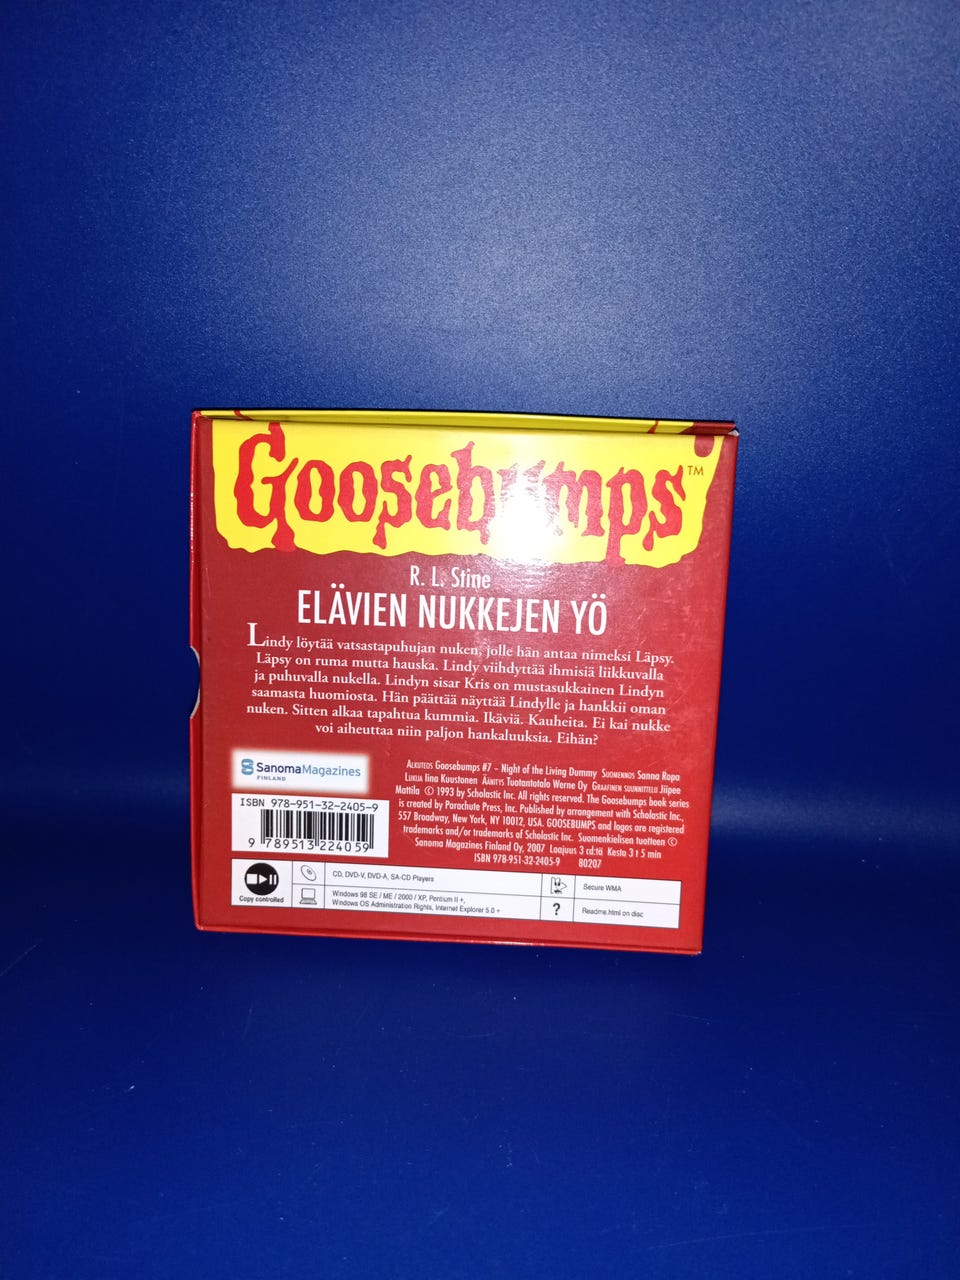 Goosebumps™
R. L. Stine
ELÄVIEN NUKKEJEN YÖ
Lindy löytää vatsastapuhujan nuken, jolle hän antaa nimeksi Läpsy.
Läpsy on ruma mutta hauska. Lindy viihdyttää ihmisiä liikkuvalla
ja puhuvalla nukella. Lindyn sisar Kris on mustasukkainen Lindyn
saamasta huomiosta. Hän päättää näyttää Lindylle ja hankkii oman
nuken. Sitten alkaa tapahtua kummia. Ikäviä. Kauheita. Ei kai nukke
voi aiheuttaa niin paljon hankaluuksia. Eihän?
SanomaMagazines
FINLAND
ISBN 978-951-32-2405-9
9 789513 224059
Alkuteos Goosebumps #7 – Night of the Living Dummy Suomennos Sanna Rapa
Lukija Iina Kuustonen Äänitys Tuotantotalo Werne Oy Graafinen suunnittelu Jiipee
Mattila © 1993 by Scholastic Inc. All rights reserved. The Goosebumps book series
is created by Parachute Press, Inc. Published by arrangement with Scholastic Inc.,
557 Broadway, New York, NY 10012, USA. GOOSEBUMPS and logos are registered
trademarks and/or trademarks of Scholastic Inc. Suomenkielisen tuotteen ©
Sanoma Magazines Finland Oy, 2007 Laajuus 3 cd:tä Kesto 3 t 5 min
ISBN 978-951-32-2405-9 80207
Copy controlled
CD, DVD-V, DVD-A, SA-CD Players
Windows 98 SE / ME / 2000 / XP, Pentium II +,
Windows OS Administration Rights, Internet Explorer 5.0 +
Secure WMA
?
Readme.html on disc